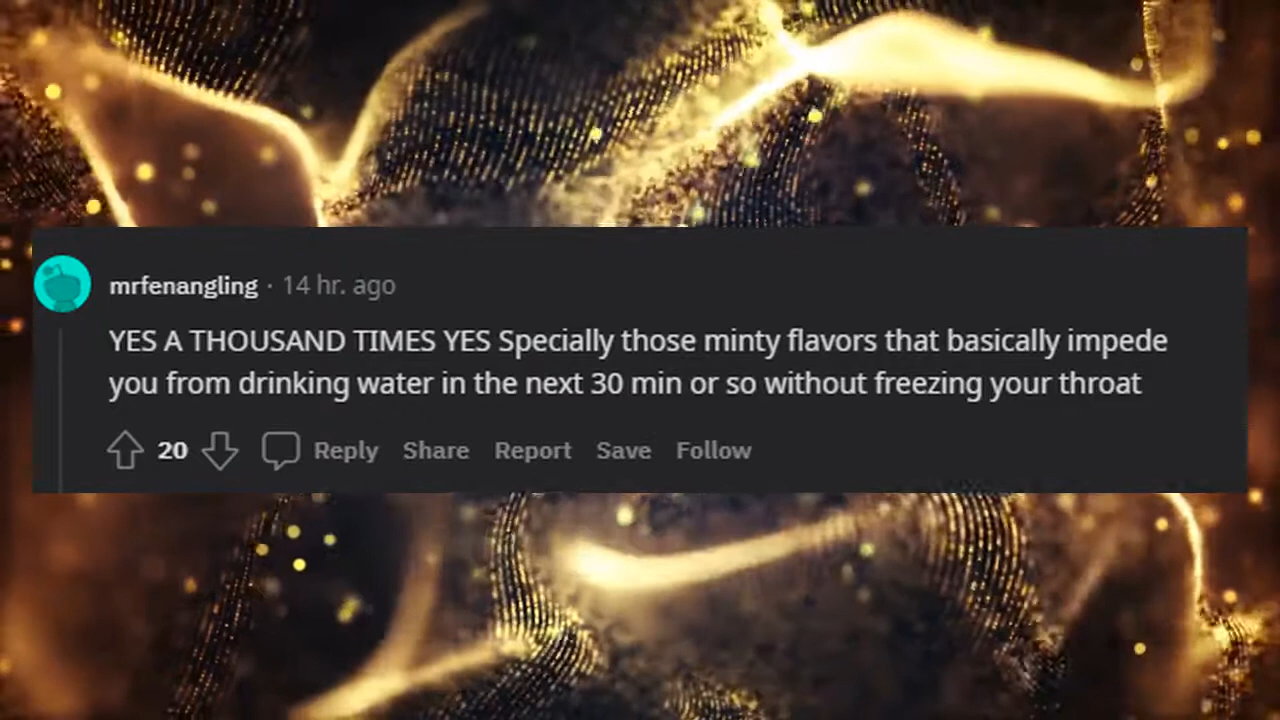 mrfenangling · 14 hr. ago
YES A THOUSAND TIMES YES Specially those minty flavors that basically impede
you from drinking water in the next 30 min or so without freezing your throat
20 Reply Share Report Save Follow